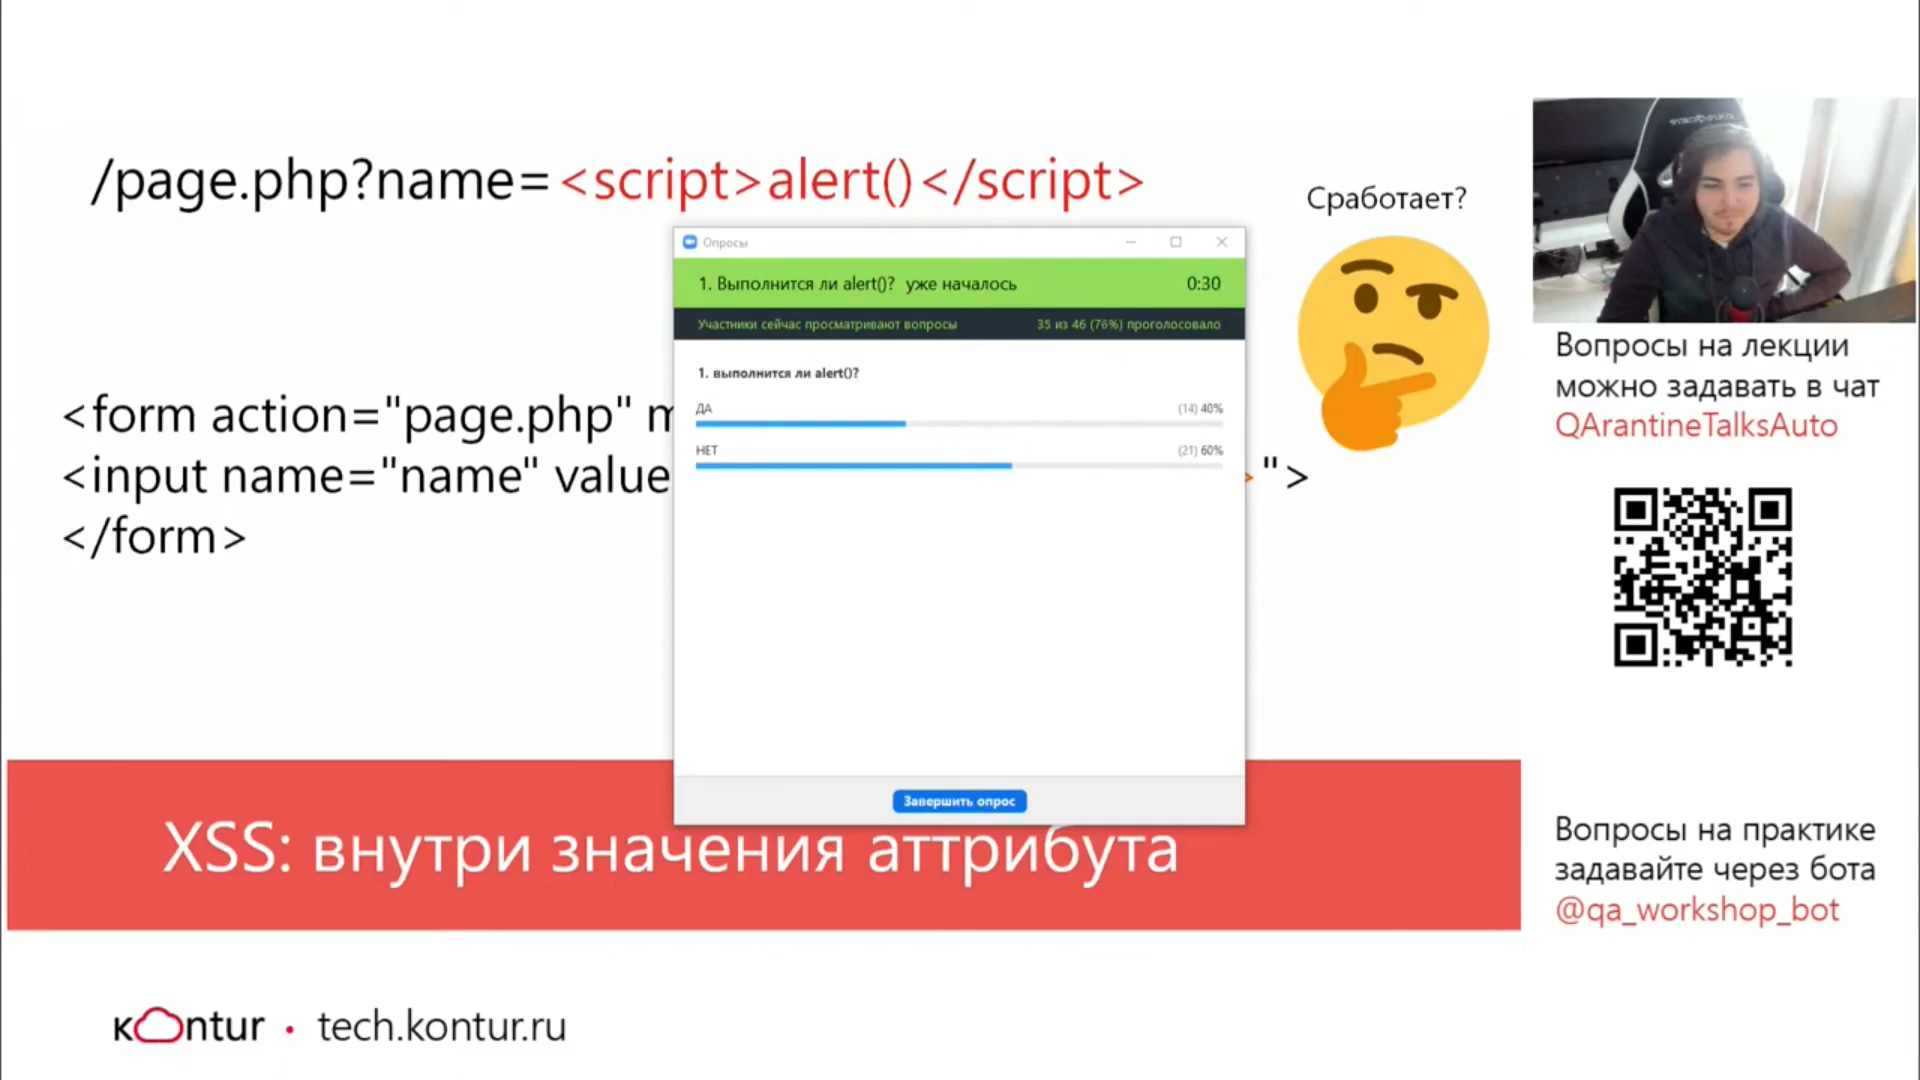 /page.php?name=<script>alert()</script>
Сработает?
Опросы
1. Выполнится ли alert()? уже началось 0:30
Участники сейчас просматривают вопросы 35 из 46 (76%) проголосовало
1. выполнится ли alert()?
ДА (14) 40%
НЕТ (21) 60%
Завершить опрос
<form action="page.php" m
<input name="name" value
>">
</form>
XSS: внутри значения аттрибута
контur · tech.kontur.ru
Вопросы на лекции
можно задавать в чат
QArantineTalksAuto
Вопросы на практике
задавайте через бота
@qa_workshop_bot